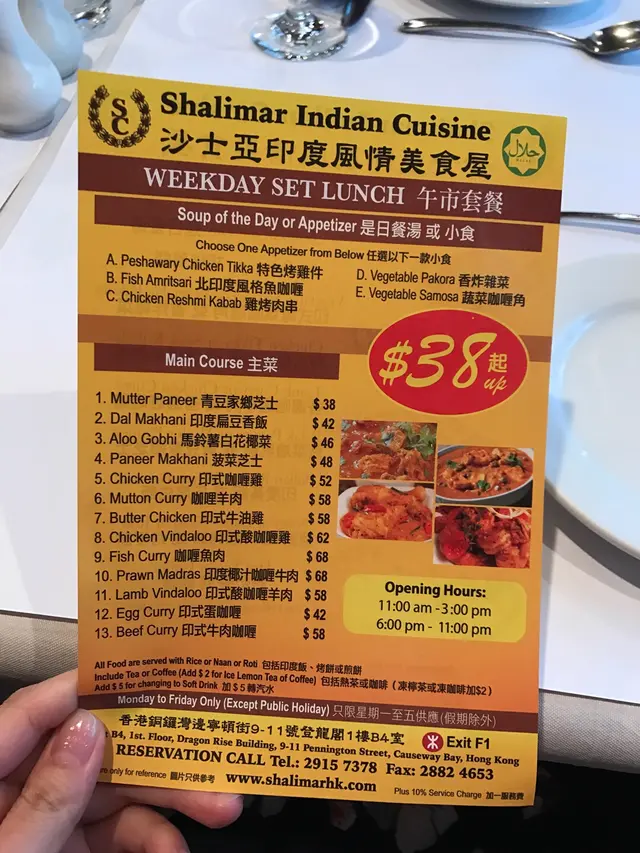 SC
Shalimar Indian Cuisine
沙士亞印度風情美食屋
حلال
HALAL
WEEKDAY SET LUNCH 午市套餐
Soup of the Day or Appetizer 是日餐湯 或 小食
Choose One Appetizer from Below 任選以下一款小食
A. Peshawary Chicken Tikka 特色烤雞件
B. Fish Amritsari 北印度風格魚咖喱
C. Chicken Reshmi Kabab 雞烤肉串
D. Vegetable Pakora 香炸雜菜
E. Vegetable Samosa 蔬菜咖喱角
$38起 up
Main Course 主菜
1. Mutter Paneer 青豆家鄉芝士 $ 38
2. Dal Makhani 印度扁豆香飯 $ 42
3. Aloo Gobhi 馬鈴薯白花椰菜 $ 46
4. Paneer Makhani 菠菜芝士 $ 48
5. Chicken Curry 印式咖喱雞 $ 52
6. Mutton Curry 咖喱羊肉 $ 58
7. Butter Chicken 印式牛油雞 $ 58
8. Chicken Vindaloo 印式酸咖喱雞 $ 62
9. Fish Curry 咖喱魚肉 $ 68
10. Prawn Madras 印度椰汁咖喱牛肉 $ 68
11. Lamb Vindaloo 印式酸咖喱羊肉 $ 58
12. Egg Curry 印式蛋咖喱 $ 42
13. Beef Curry 印式牛肉咖喱 $ 58
Opening Hours:
11:00 am - 3:00 pm
6:00 pm - 11:00 pm
All Food are served with Rice or Naan or Roti 包括印度飯、烤餅或煎餅
Include Tea or Coffee (Add $ 2 for Ice Lemon Tea of Coffee) 包括熱茶或咖啡（凍檸茶或凍咖啡加$2）
Add $ 5 for changing to Soft Drink 加 $ 5 轉汽水
Monday to Friday Only (Except Public Holiday) 只限星期一至五供應(假期除外)
香港銅鑼灣邊寧頓街9-11號登龍閣1樓B4室 Exit F1
B4, 1st. Floor, Dragon Rise Building, 9-11 Pennington Street, Causeway Bay, Hong Kong
RESERVATION CALL Tel.: 2915 7378 Fax: 2882 4653
are only for reference 圖片只供參考 www.shalimarhk.com
Plus 10% Service Charge 加一服務費